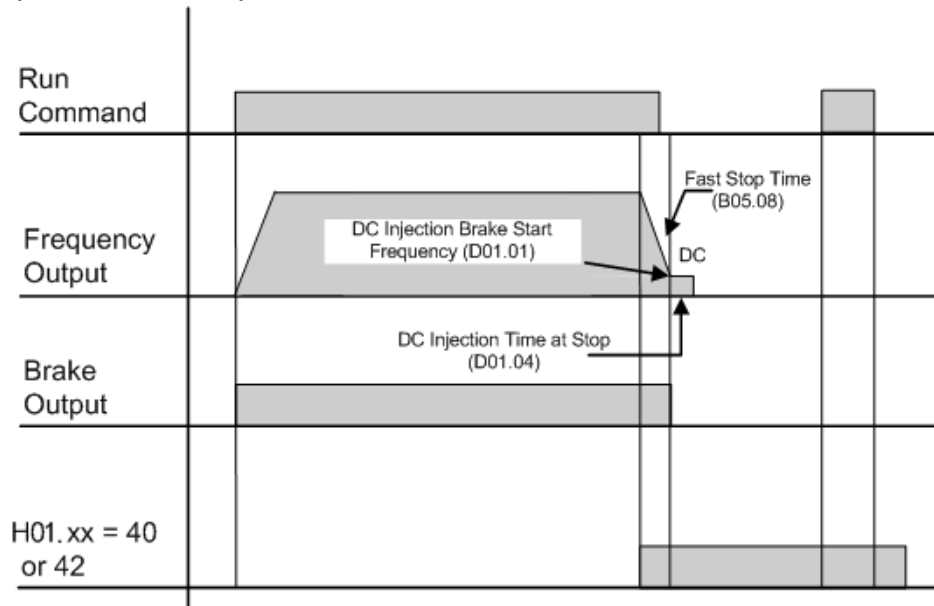 Run
Command
Fast Stop Time
(B05.08)
DC Injection Brake Start
Frequency (D01.01)
Frequency
Output
DC
DC Injection Time at Stop
(D01.04)
Brake
Output
H01.xx = 40
or 42